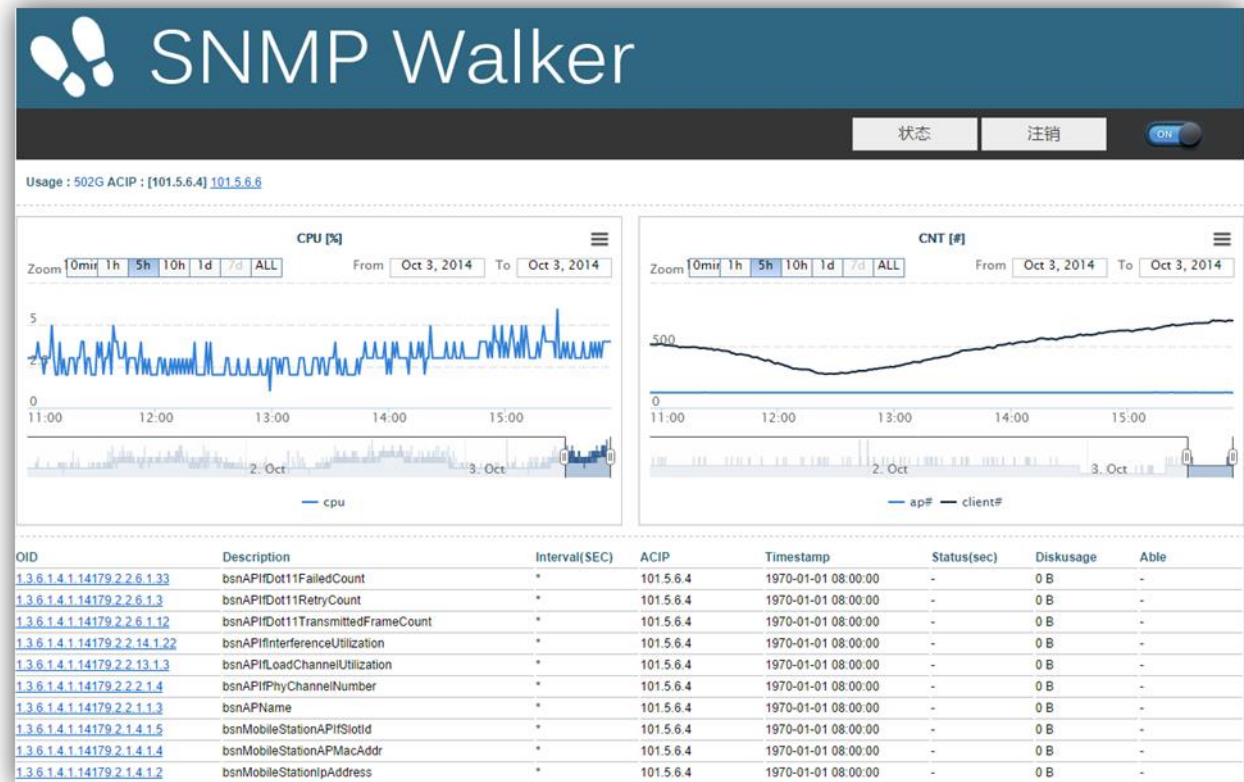 SNMP Walker
状态 注销 ON
Usage : 502G ACIP : [101.5.6.4] 101.5.6.6
CPU [%]
Zoom 10min 1h 5h 10h 1d 7d ALL From Oct 3, 2014 To Oct 3, 2014
5
2.5
0
11:00 12:00 13:00 14:00 15:00
2. Oct 3. Oct
cpu
CNT [#]
Zoom 10min 1h 5h 10h 1d 7d ALL From Oct 3, 2014 To Oct 3, 2014
500
0
11:00 12:00 13:00 14:00 15:00
2. Oct 3. Oct
ap# client#
OID Description Interval(SEC) ACIP Timestamp Status(sec) Diskusage Able
1.3.6.1.4.1.14179.2.2.6.1.33 bsnAPIfDot11FailedCount * 101.5.6.4 1970-01-01 08:00:00 - 0 B -
1.3.6.1.4.1.14179.2.2.6.1.3 bsnAPIfDot11RetryCount * 101.5.6.4 1970-01-01 08:00:00 - 0 B -
1.3.6.1.4.1.14179.2.2.6.1.12 bsnAPIfDot11TransmittedFrameCount * 101.5.6.4 1970-01-01 08:00:00 - 0 B -
1.3.6.1.4.1.14179.2.2.14.1.22 bsnAPIfInterferenceUtilization * 101.5.6.4 1970-01-01 08:00:00 - 0 B -
1.3.6.1.4.1.14179.2.2.13.1.3 bsnAPIfLoadChannelUtilization * 101.5.6.4 1970-01-01 08:00:00 - 0 B -
1.3.6.1.4.1.14179.2.2.2.1.4 bsnAPIfPhyChannelNumber * 101.5.6.4 1970-01-01 08:00:00 - 0 B -
1.3.6.1.4.1.14179.2.2.1.1.3 bsnAPName * 101.5.6.4 1970-01-01 08:00:00 - 0 B -
1.3.6.1.4.1.14179.2.1.4.1.5 bsnMobileStationAPIfSlotId * 101.5.6.4 1970-01-01 08:00:00 - 0 B -
1.3.6.1.4.1.14179.2.1.4.1.4 bsnMobileStationAPMacAddr * 101.5.6.4 1970-01-01 08:00:00 - 0 B -
1.3.6.1.4.1.14179.2.1.4.1.2 bsnMobileStationIpAddress * 101.5.6.4 1970-01-01 08:00:00 - 0 B -